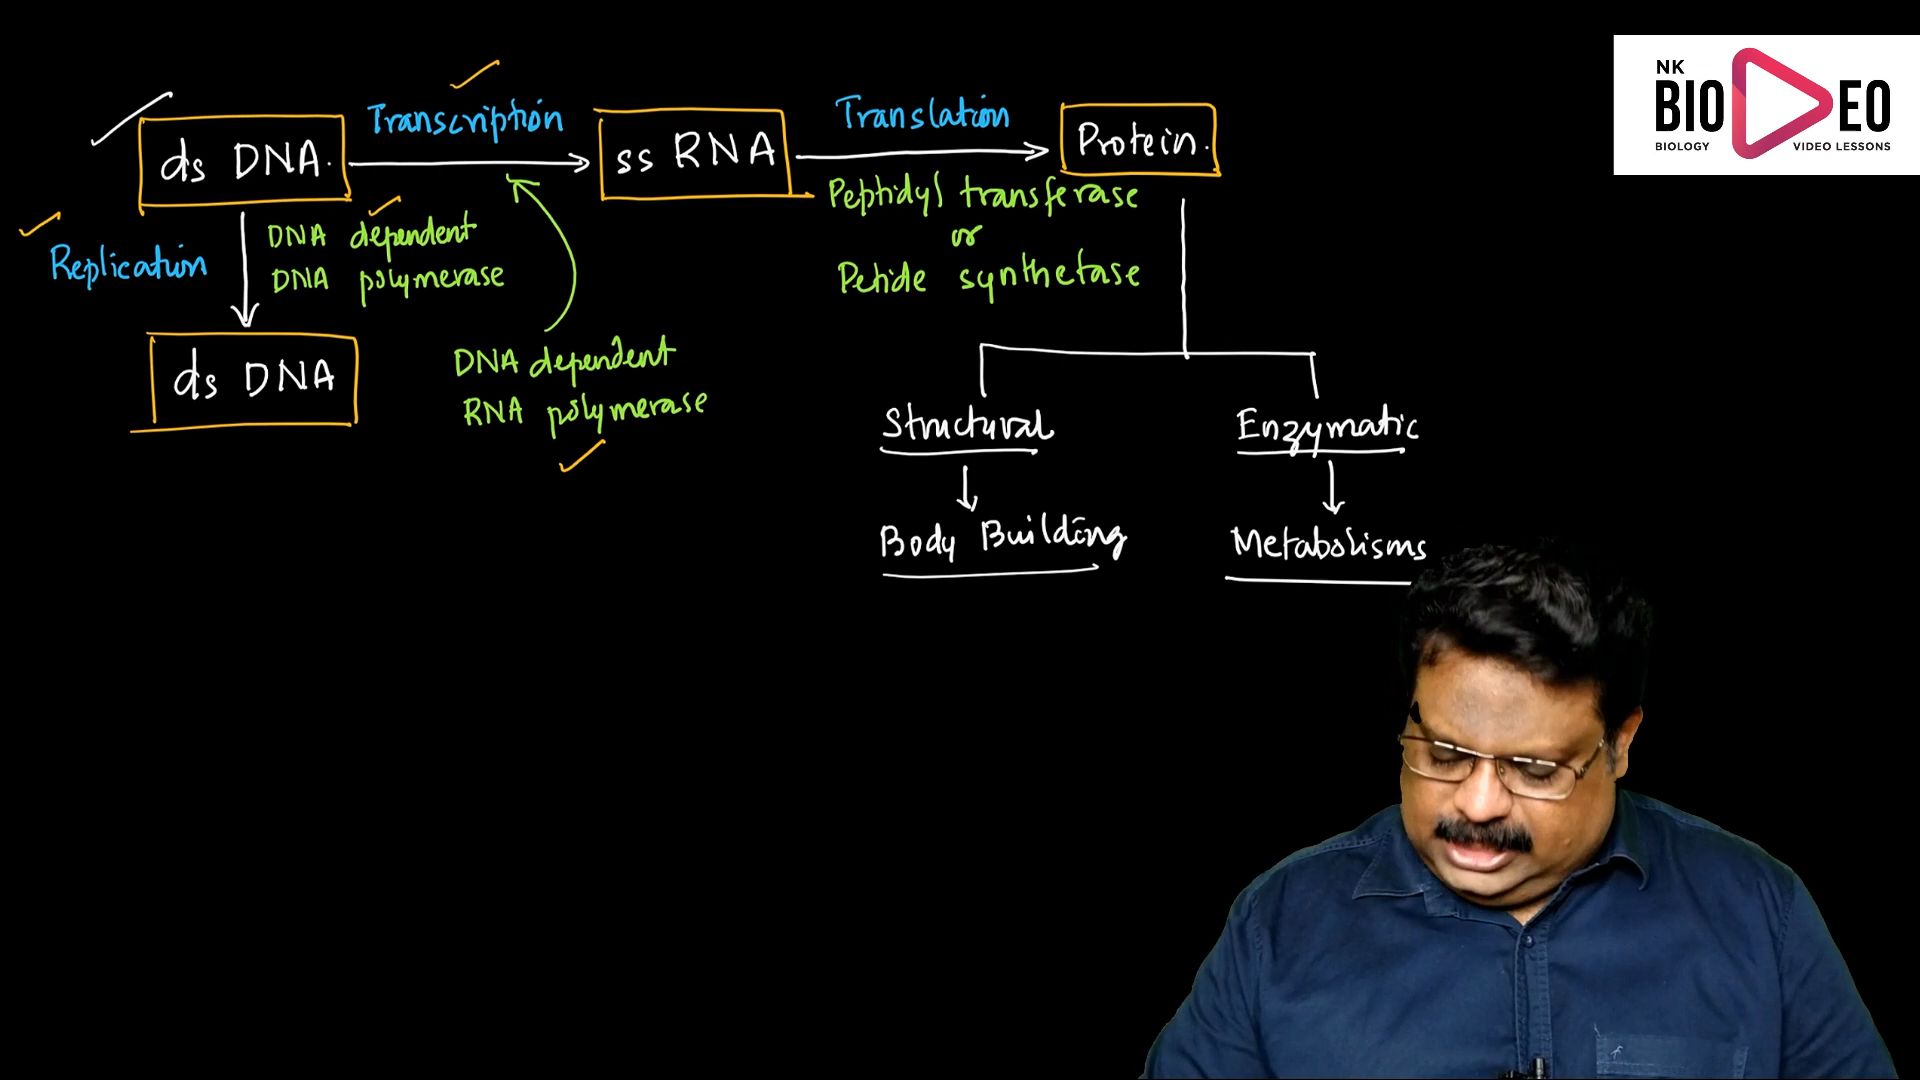 Transcription
ds DNA.
ss RNA
Translation
Protein.
Replication
DNA dependent
DNA polymerase
Peptidyl transferase
or
Petide synthetase
ds DNA
DNA dependent
RNA polymerase
Structural
Enzymatic
Body Building
Metabolisms
NK
BIO EO
BIOLOGY VIDEO LESSONS